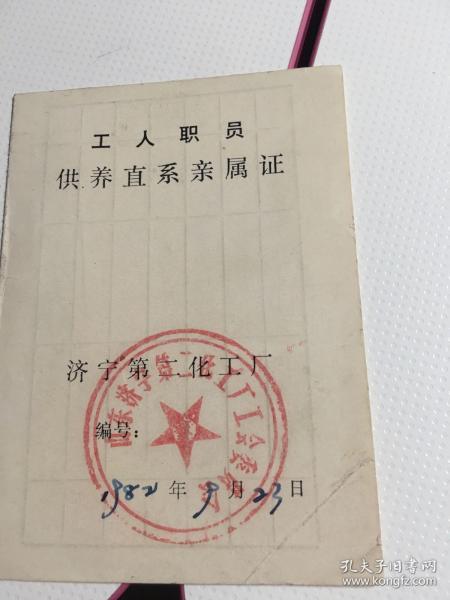 工人职员
供养直系亲属证
济宁第二化工厂
编号：
1982年9月23日
孔夫子旧书网
www.kongfz.com